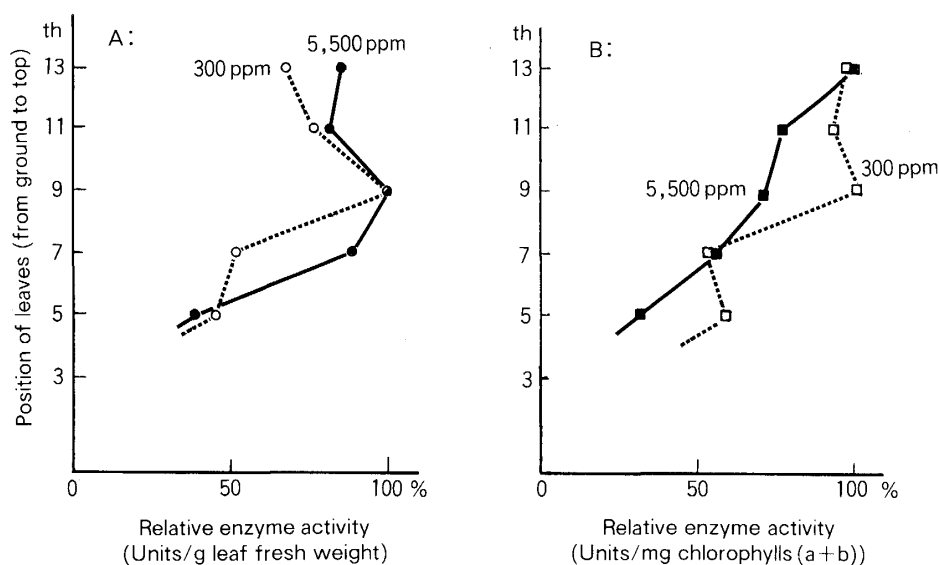 th
A:
5,500 ppm
300 ppm
13
11
9
7
5
3
Position of leaves (from ground to top)
0
50
100 %
Relative enzyme activity
(Units/g leaf fresh weight)
th
B:
13
11
9
7
5
3
300 ppm
5,500 ppm
0
50
100 %
Relative enzyme activity
(Units/mg chlorophylls (a+b))